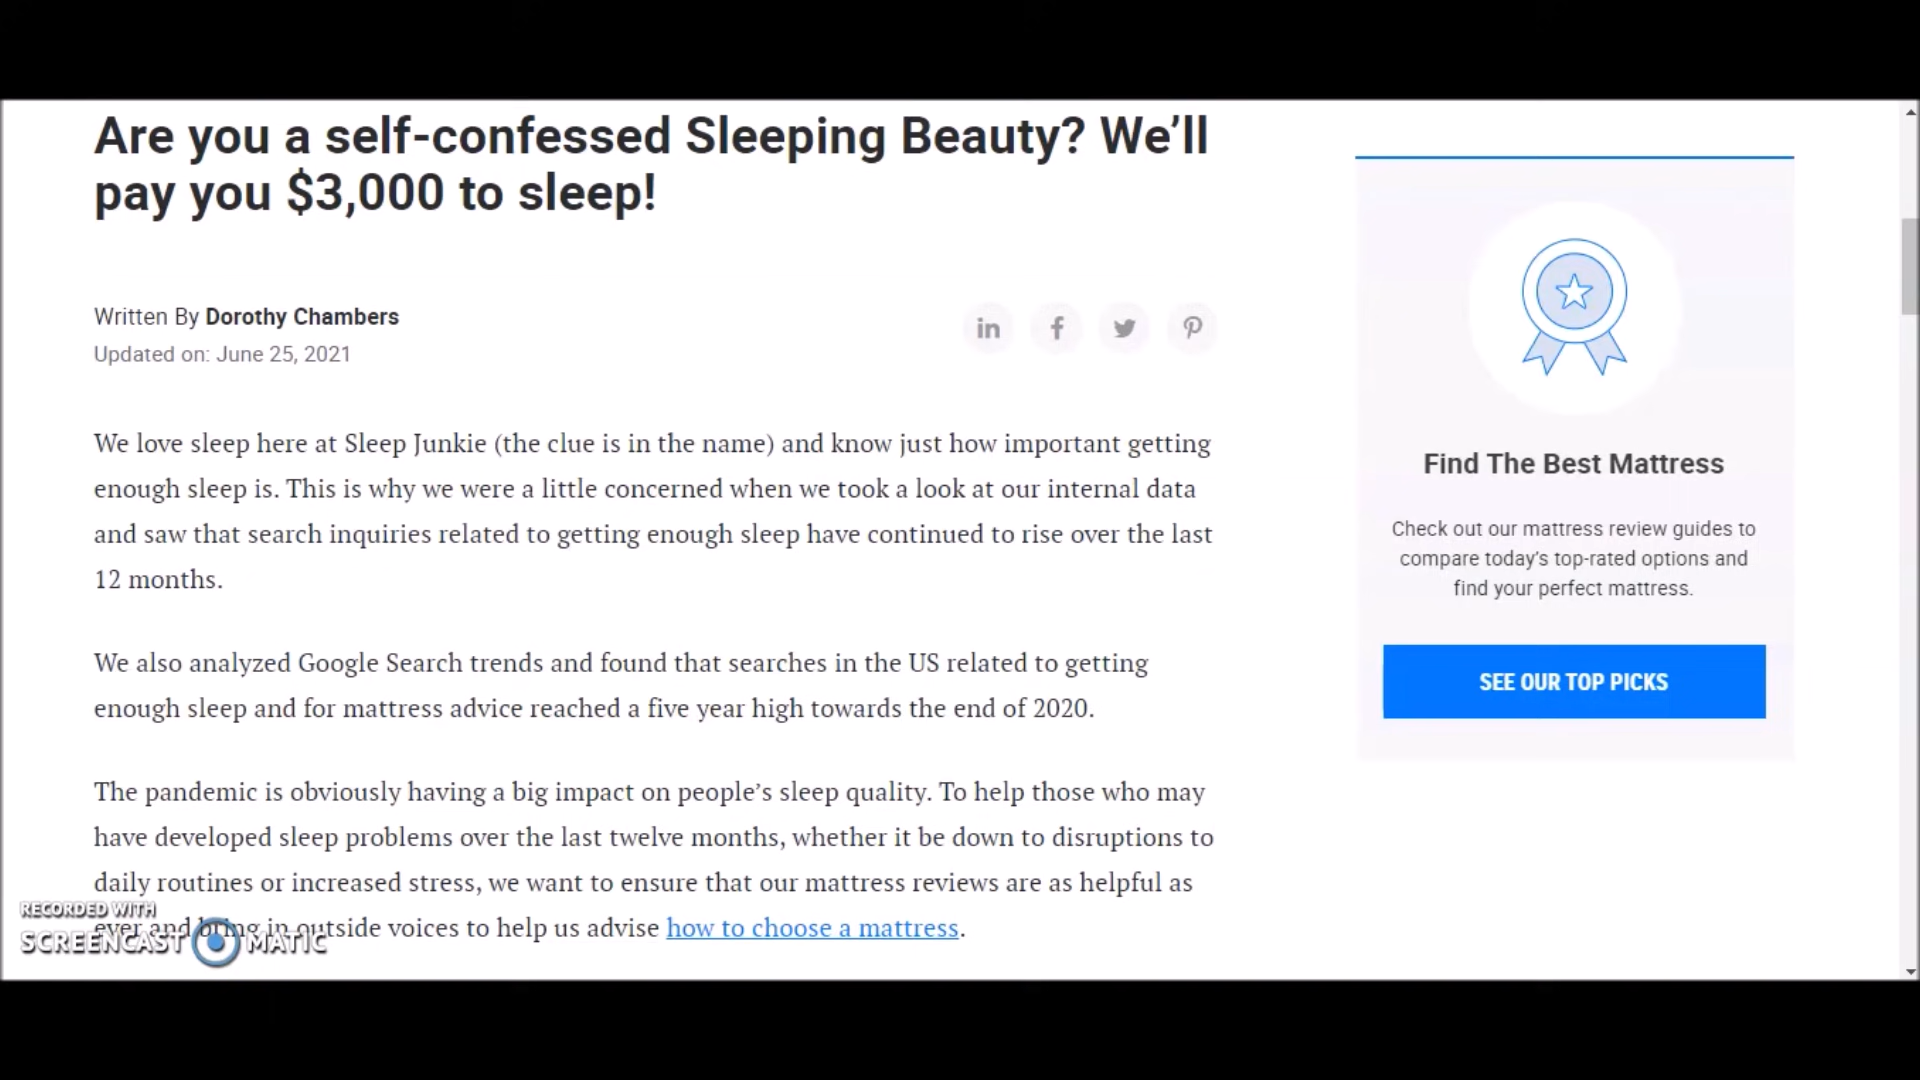 Are you a self-confessed Sleeping Beauty? We’ll
pay you $3,000 to sleep!
Written By Dorothy Chambers
Updated on: June 25, 2021
We love sleep here at Sleep Junkie (the clue is in the name) and know just how important getting
enough sleep is. This is why we were a little concerned when we took a look at our internal data
and saw that search inquiries related to getting enough sleep have continued to rise over the last
12 months.
We also analyzed Google Search trends and found that searches in the US related to getting
enough sleep and for mattress advice reached a five year high towards the end of 2020.
The pandemic is obviously having a big impact on people’s sleep quality. To help those who may
have developed sleep problems over the last twelve months, whether it be down to disruptions to
daily routines or increased stress, we want to ensure that our mattress reviews are as helpful as
ever and bring in outside voices to help us advise how to choose a mattress.
Find The Best Mattress
Check out our mattress review guides to
compare today's top-rated options and
find your perfect mattress.
SEE OUR TOP PICKS
RECORDED WITH
SCREENCAST MATIC